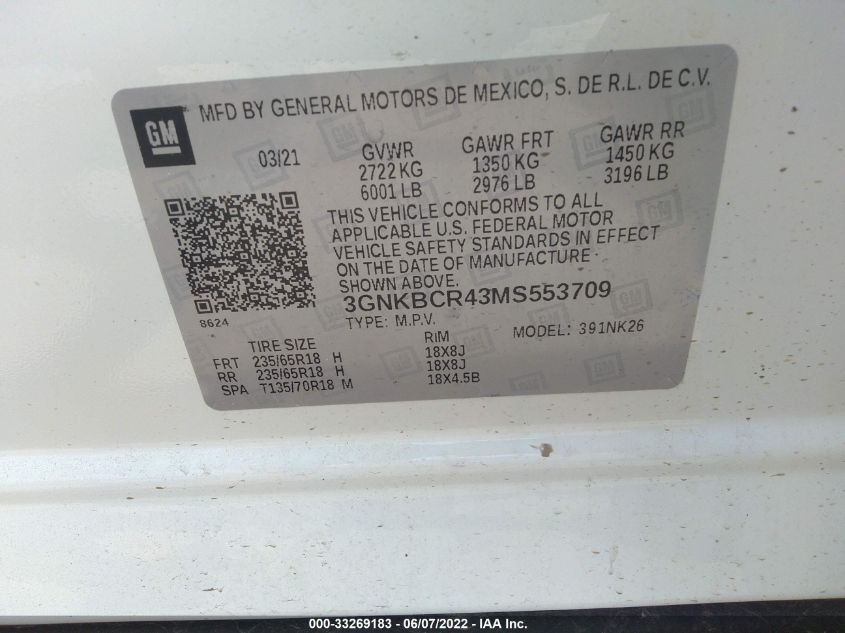 GM
MFD BY GENERAL MOTORS DE MEXICO, S. DE R.L. DE C.V.
03/21 GVWR GAWR FRT GAWR RR
2722 KG 1350 KG 1450 KG
6001 LB 2976 LB 3196 LB
THIS VEHICLE CONFORMS TO ALL
APPLICABLE U.S. FEDERAL MOTOR
VEHICLE SAFETY STANDARDS IN EFFECT
ON THE DATE OF MANUFACTURE
SHOWN ABOVE.
8624
3GNKBCR43MS553709
TYPE: M.P.V. MODEL: 391NK26
TIRE SIZE RIM
FRT 235/65R18 H 18X8J
RR 235/65R18 H 18X8J
SPA T135/70R18 M 18X4.5B
000-33269183 - 06/07/2022 - IAA Inc.